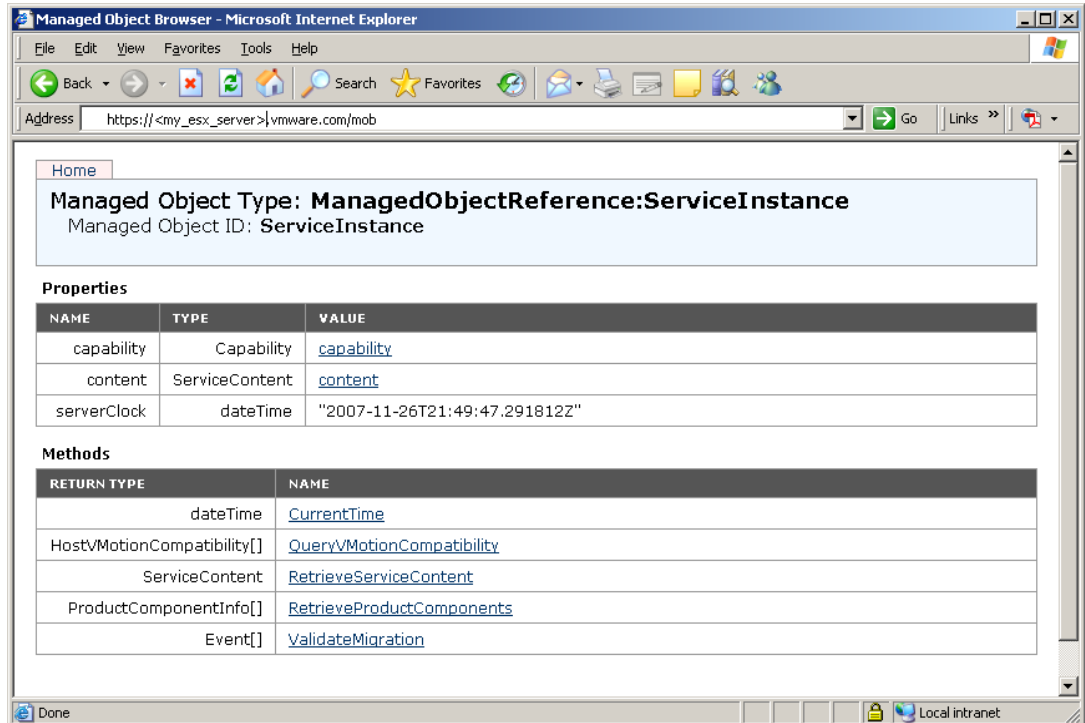 Managed Object Browser - Microsoft Internet Explorer
File Edit View Favorites Tools Help
Back Search Favorites
Address https://<my_esx_server>.vmware.com/mob Go Links »
Home
Managed Object Type: ManagedObjectReference:ServiceInstance
Managed Object ID: ServiceInstance
Properties
NAME TYPE VALUE
capability Capability capability
content ServiceContent content
serverClock dateTime "2007-11-26T21:49:47.291812Z"
Methods
RETURN TYPE NAME
dateTime CurrentTime
HostVMotionCompatibility[] QueryVMotionCompatibility
ServiceContent RetrieveServiceContent
ProductComponentInfo[] RetrieveProductComponents
Event[] ValidateMigration
Done Local intranet